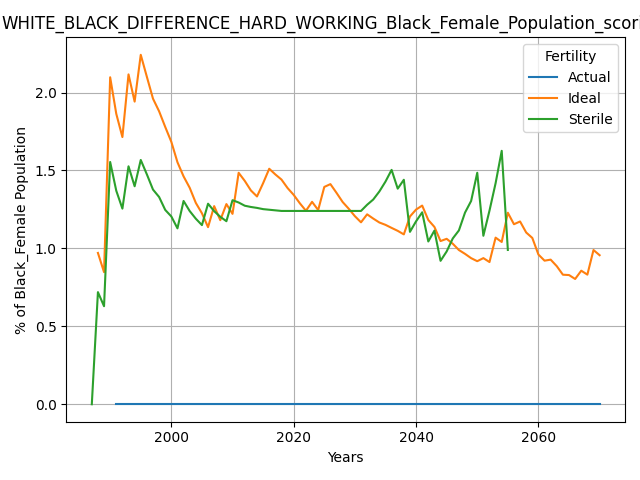 WHITE_BLACK_DIFFERENCE_HARD_WORKING_Black_Female_Population_scor
Fertility
Actual
Ideal
Sterile
% of Black_Female Population
2.0
1.5
1.0
0.5
0.0
2000 2020 2040 2060
Years